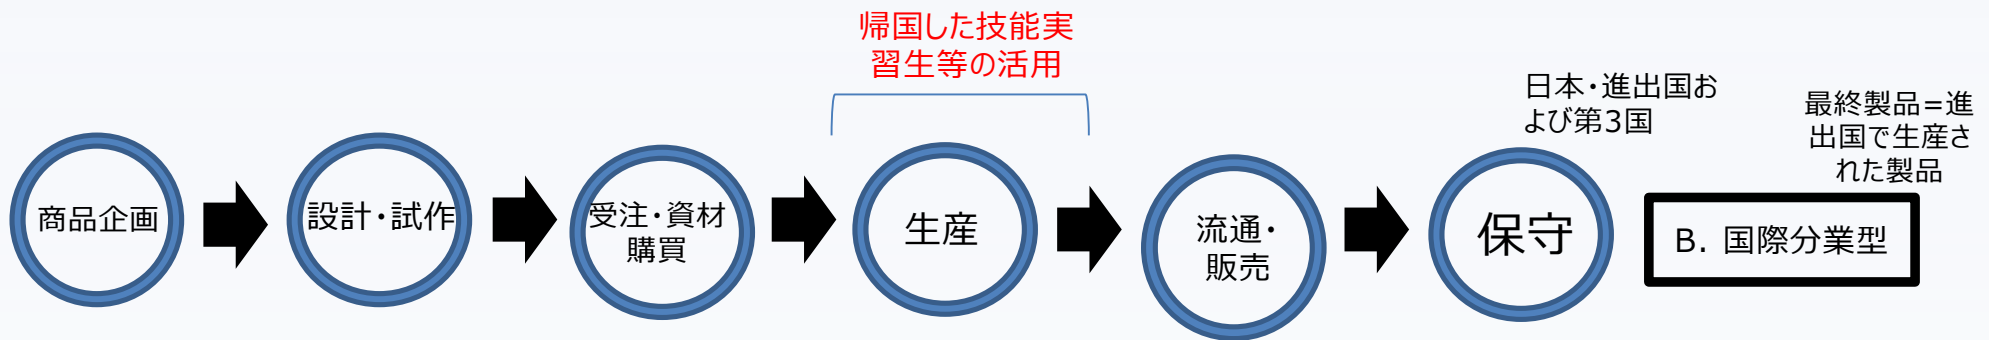 帰国した技能実
習生等の活用
日本・進出国お
よび第3国
最終製品=進
出国で生産さ
れた製品
商品企画
設計・試作
受注・資材
購買
生産
流通・
販売
保守
B. 国際分業型